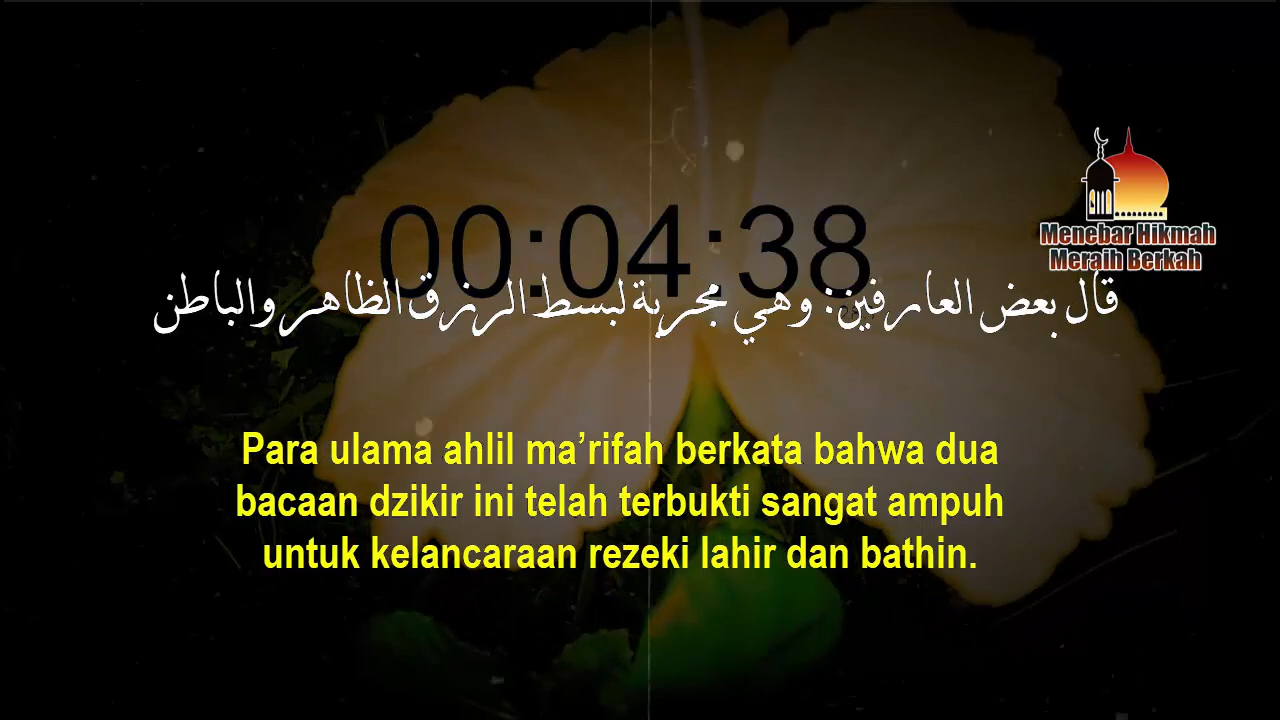 00:04:38
Menebar Hikmah
Meraih Berkah
قال بعض العارفين: وهي مجربة لبسط الرزق الظاهر والباطن
Para ulama ahlil ma’rifah berkata bahwa dua
bacaan dzikir ini telah terbukti sangat ampuh
untuk kelancaraan rezeki lahir dan bathin.